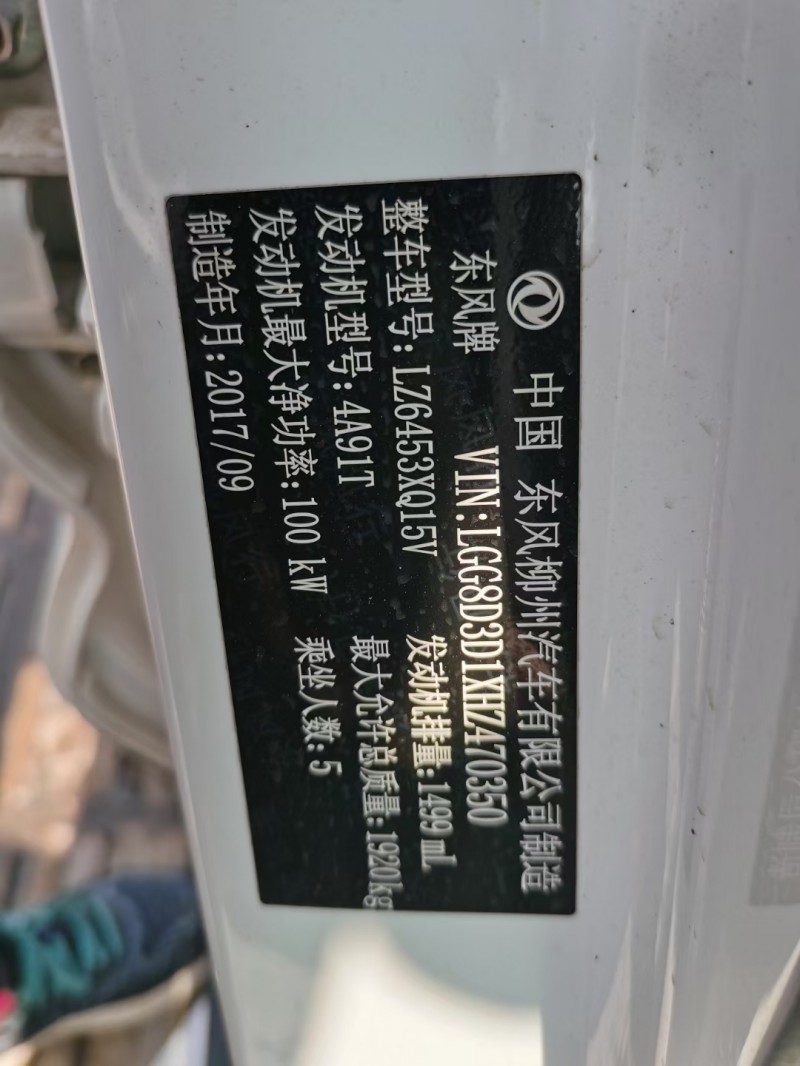 中国 东风柳州汽车有限公司制造
东风牌 VIN:LGG8D3D1XHZ470350
整车型号:LZ6453XQ15V 发动机排量:1499 mL
发动机型号:4A91T 最大允许总质量:1920kg
发动机最大净功率:100 kW 乘坐人数:5
制造年月:2017/09